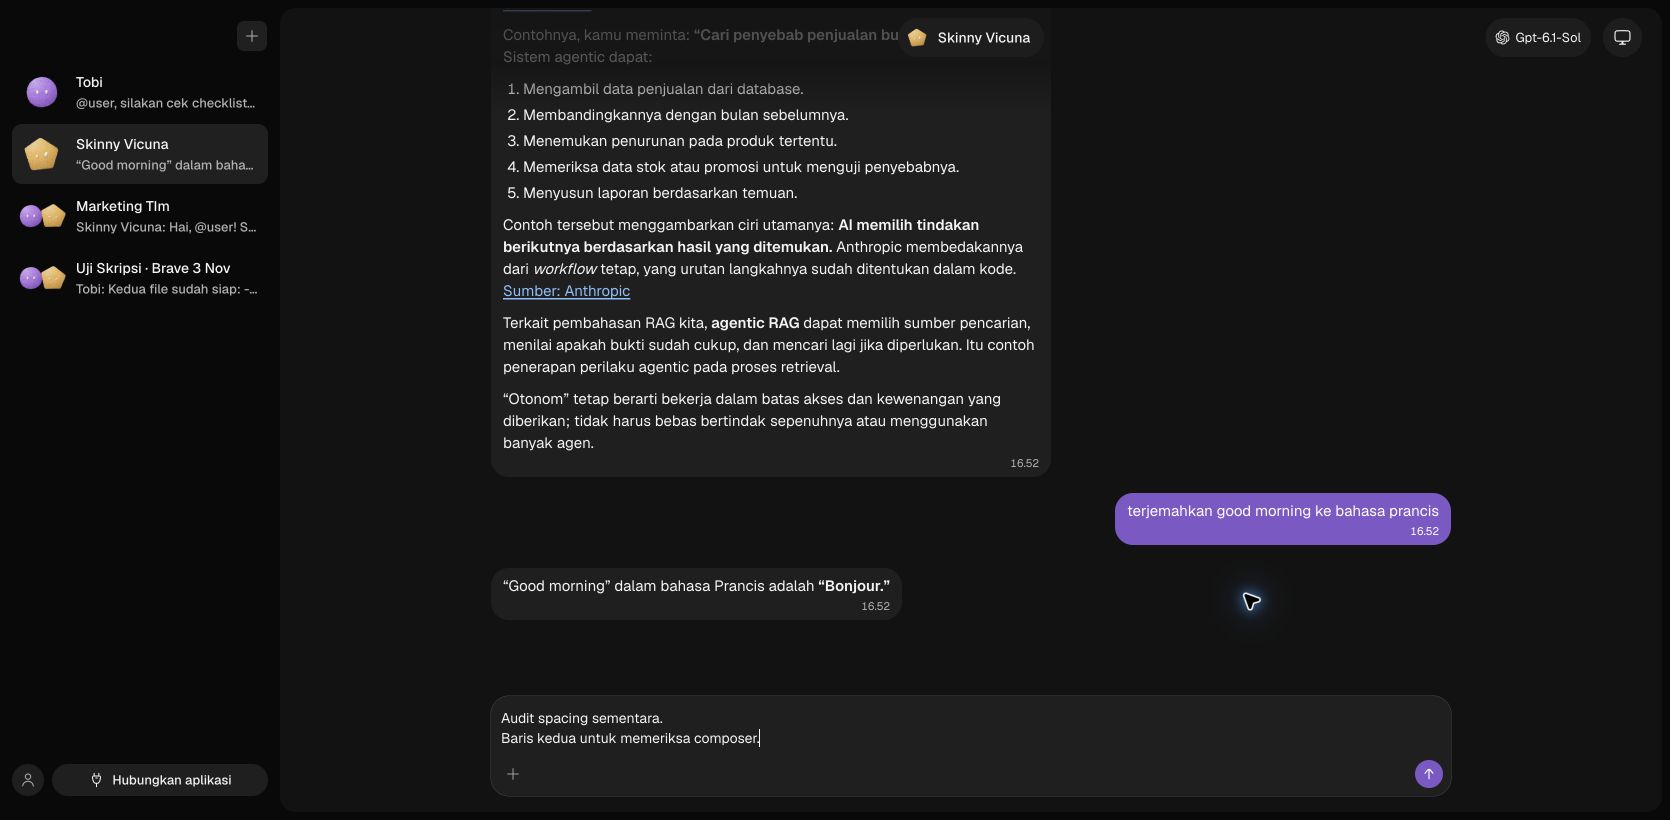 Tobi
@user, silakan cek checklist...
Skinny Vicuna
“Good morning” dalam baha...
Marketing TIm
Skinny Vicuna: Hai, @user! S...
Uji Skripsi · Brave 3 Nov
Tobi: Kedua file sudah siap: -...
Hubungkan aplikasi
Skinny Vicuna
Gpt-6.1-Sol
Contohnya, kamu meminta: “Cari penyebab penjualan bu
Sistem agentic dapat:
1. Mengambil data penjualan dari database.
2. Membandingkannya dengan bulan sebelumnya.
3. Menemukan penurunan pada produk tertentu.
4. Memeriksa data stok atau promosi untuk menguji penyebabnya.
5. Menyusun laporan berdasarkan temuan.
Contoh tersebut menggambarkan ciri utamanya: AI memilih tindakan
berikutnya berdasarkan hasil yang ditemukan. Anthropic membedakannya
dari workflow tetap, yang urutan langkahnya sudah ditentukan dalam kode.
Sumber: Anthropic
Terkait pembahasan RAG kita, agentic RAG dapat memilih sumber pencarian,
menilai apakah bukti sudah cukup, dan mencari lagi jika diperlukan. Itu contoh
penerapan perilaku agentic pada proses retrieval.
“Otonom” tetap berarti bekerja dalam batas akses dan kewenangan yang
diberikan; tidak harus bebas bertindak sepenuhnya atau menggunakan
banyak agen.
16.52
terjemahkan good morning ke bahasa prancis
16.52
“Good morning” dalam bahasa Prancis adalah “Bonjour.”
16.52
Audit spacing sementara.
Baris kedua untuk memeriksa composer.